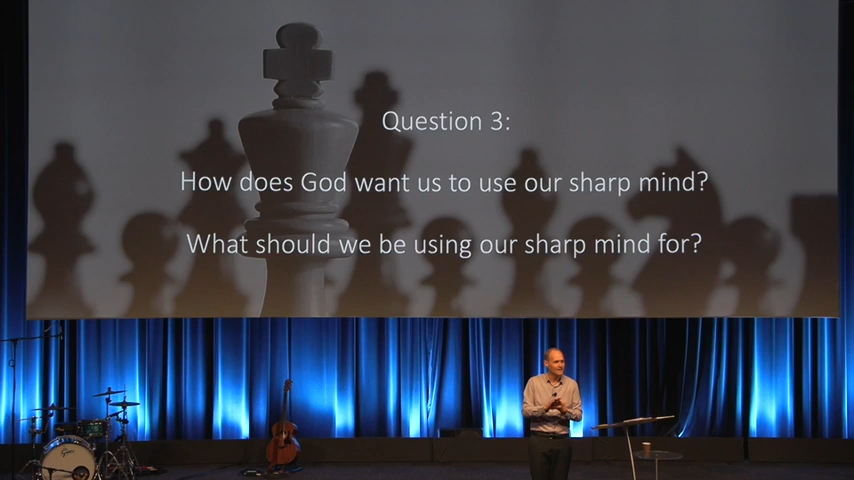 Question 3:
How does God want us to use our sharp mind?
What should we be using our sharp mind for?